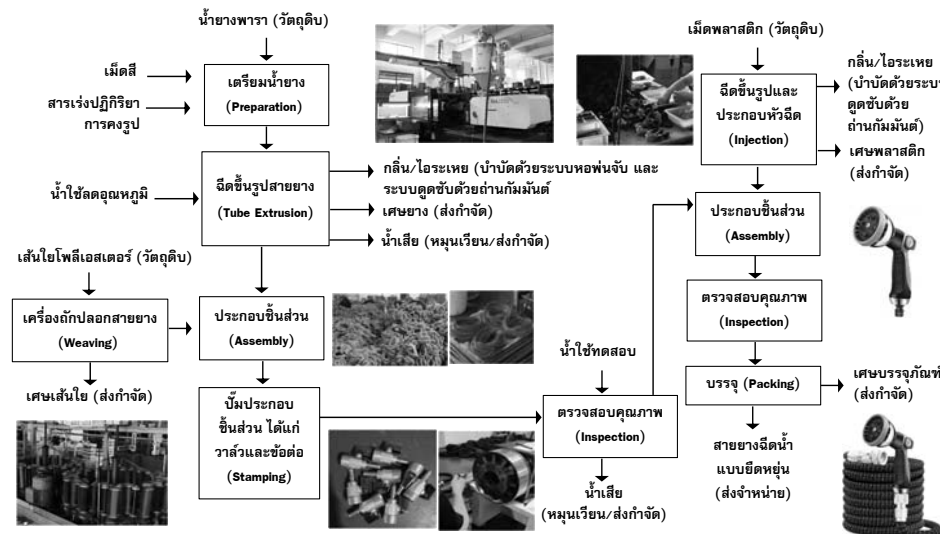 น้ำยางพารา (วัตถุดิบ)
เม็ดสี
สารเร่งปฏิกิริยา
การคงรูป
เตรียมน้ำยาง
(Preparation)
น้ำใช้ลดอุณหภูมิ
ฉีดขึ้นรูปสายยาง
(Tube Extrusion)
กลิ่น/ไอระเหย (บำบัดด้วยระบบหอพ่นจับ และ
ระบบดูดซับด้วยถ่านกัมมันต์
เศษยาง (ส่งกำจัด)
น้ำเสีย (หมุนเวียน/ส่งกำจัด)
เส้นใยโพลีเอสเตอร์ (วัตถุดิบ)
เครื่องถักปลอกสายยาง
(Weaving)
เศษเส้นใย (ส่งกำจัด)
ประกอบชิ้นส่วน
(Assembly)
ปั๊มประกอบ
ชิ้นส่วน ได้แก่
วาล์วและข้อต่อ
(Stamping)
น้ำใช้ทดสอบ
ตรวจสอบคุณภาพ
(Inspection)
น้ำเสีย
(หมุนเวียน/ส่งกำจัด)
เม็ดพลาสติก (วัตถุดิบ)
ฉีดขึ้นรูปและ
ประกอบหัวฉีด
(Injection)
กลิ่น/ไอระเหย
(บำบัดด้วยระบบ
ดูดซับด้วย
ถ่านกัมมันต์)
เศษพลาสติก
(ส่งกำจัด)
ประกอบชิ้นส่วน
(Assembly)
ตรวจสอบคุณภาพ
(Inspection)
บรรจุ (Packing)
เศษบรรจุภัณฑ์
(ส่งกำจัด)
สายยางฉีดน้ำ
แบบยืดหยุ่น
(ส่งจำหน่าย)